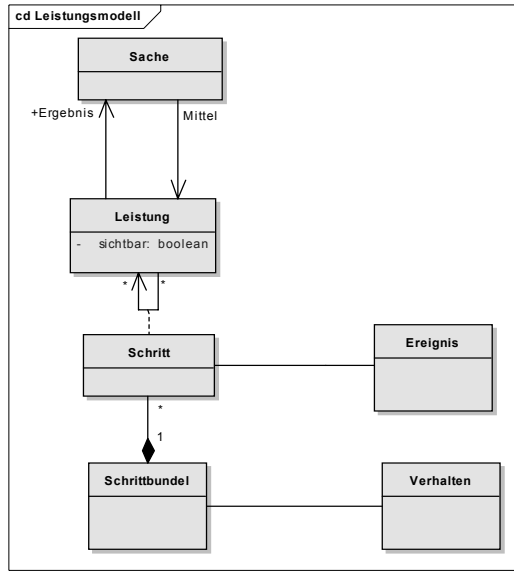 cd Leistungsmodell
Sache
+Ergebnis
Mittel
Leistung
- sichtbar: boolean
* *
Schritt
Ereignis
*
1
Schrittbundel
Verhalten